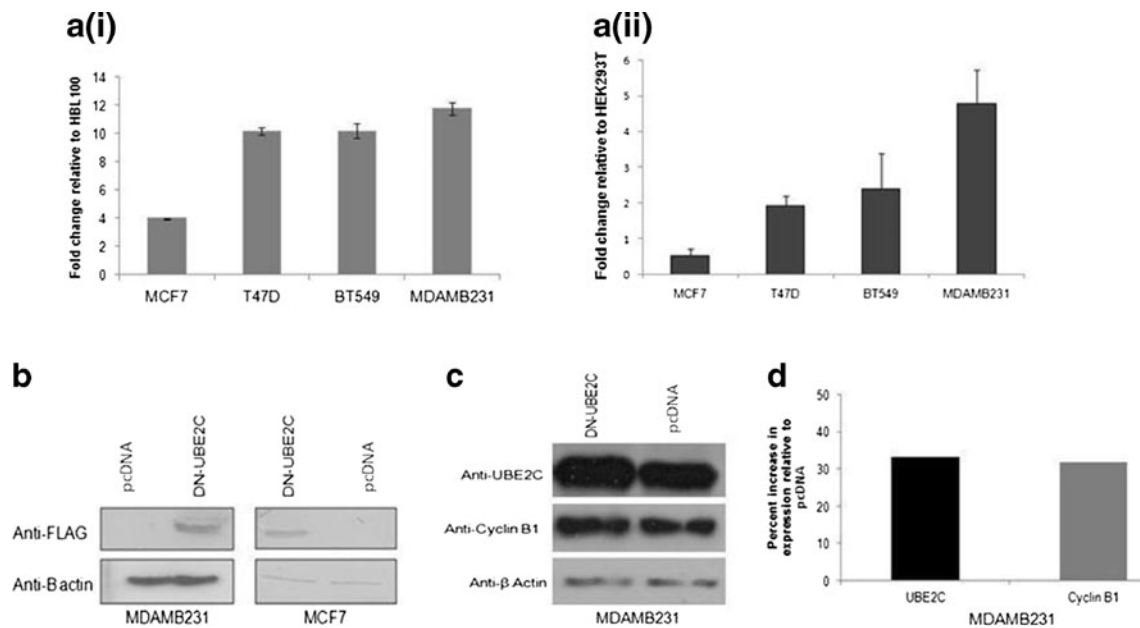 a(i)
Fold change relative to HBL100
14
12
10
8
6
4
2
0
MCF7 T47D BT549 MDAMB231
a(ii)
Fold change relative to HEK293T
6
5
4
3
2
1
0
MCF7 T47D BT549 MDAMB231
b
pcDNA
DN-UBE2C
DN-UBE2C
pcDNA
Anti-FLAG
Anti-Bactin
MDAMB231 MCF7
c
DN-UBE2C
pcDNA
Anti-UBE2C
Anti-Cyclin B1
Anti-β Actin
MDAMB231
d
Percent increase in
expression relative to
pcDNA
50
40
30
20
10
0
UBE2C Cyclin B1
MDAMB231